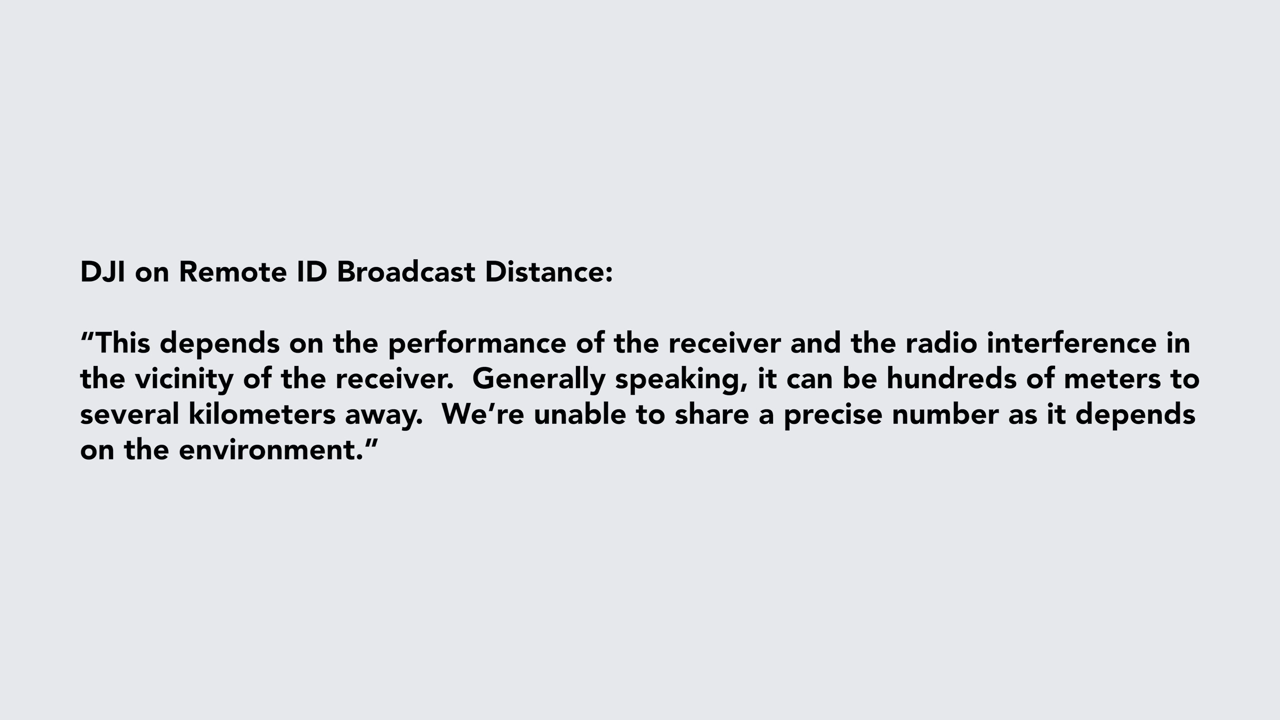 DJI on Remote ID Broadcast Distance:
“This depends on the performance of the receiver and the radio interference in
the vicinity of the receiver.  Generally speaking, it can be hundreds of meters to
several kilometers away.  We’re unable to share a precise number as it depends
on the environment.”